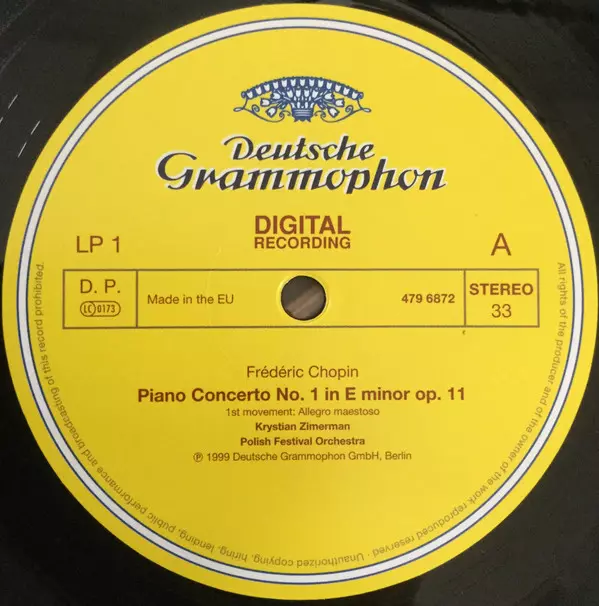 Deutsche
Grammophon
DIGITAL
RECORDING
LP 1
A
D. P.
LC 0173
Made in the EU
479 6872
STEREO
33
Frédéric Chopin
Piano Concerto No. 1 in E minor op. 11
1st movement: Allegro maestoso
Krystian Zimerman
Polish Festival Orchestra
℗ 1999 Deutsche Grammophon GmbH, Berlin
All rights of the producer and of the owner of the work reproduced reserved · Unauthorized copying, hiring, lending, public performance and broadcasting of this record prohibited.